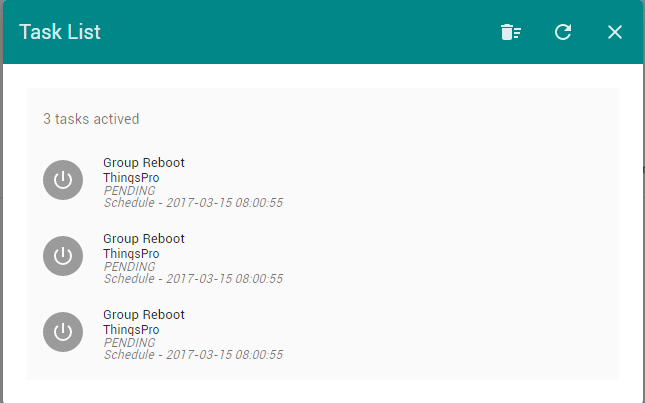 Task List
3 tasks actived
Group Reboot
ThingsPro
PENDING
Schedule - 2017-03-15 08:00:55
Group Reboot
ThingsPro
PENDING
Schedule - 2017-03-15 08:00:55
Group Reboot
ThingsPro
PENDING
Schedule - 2017-03-15 08:00:55